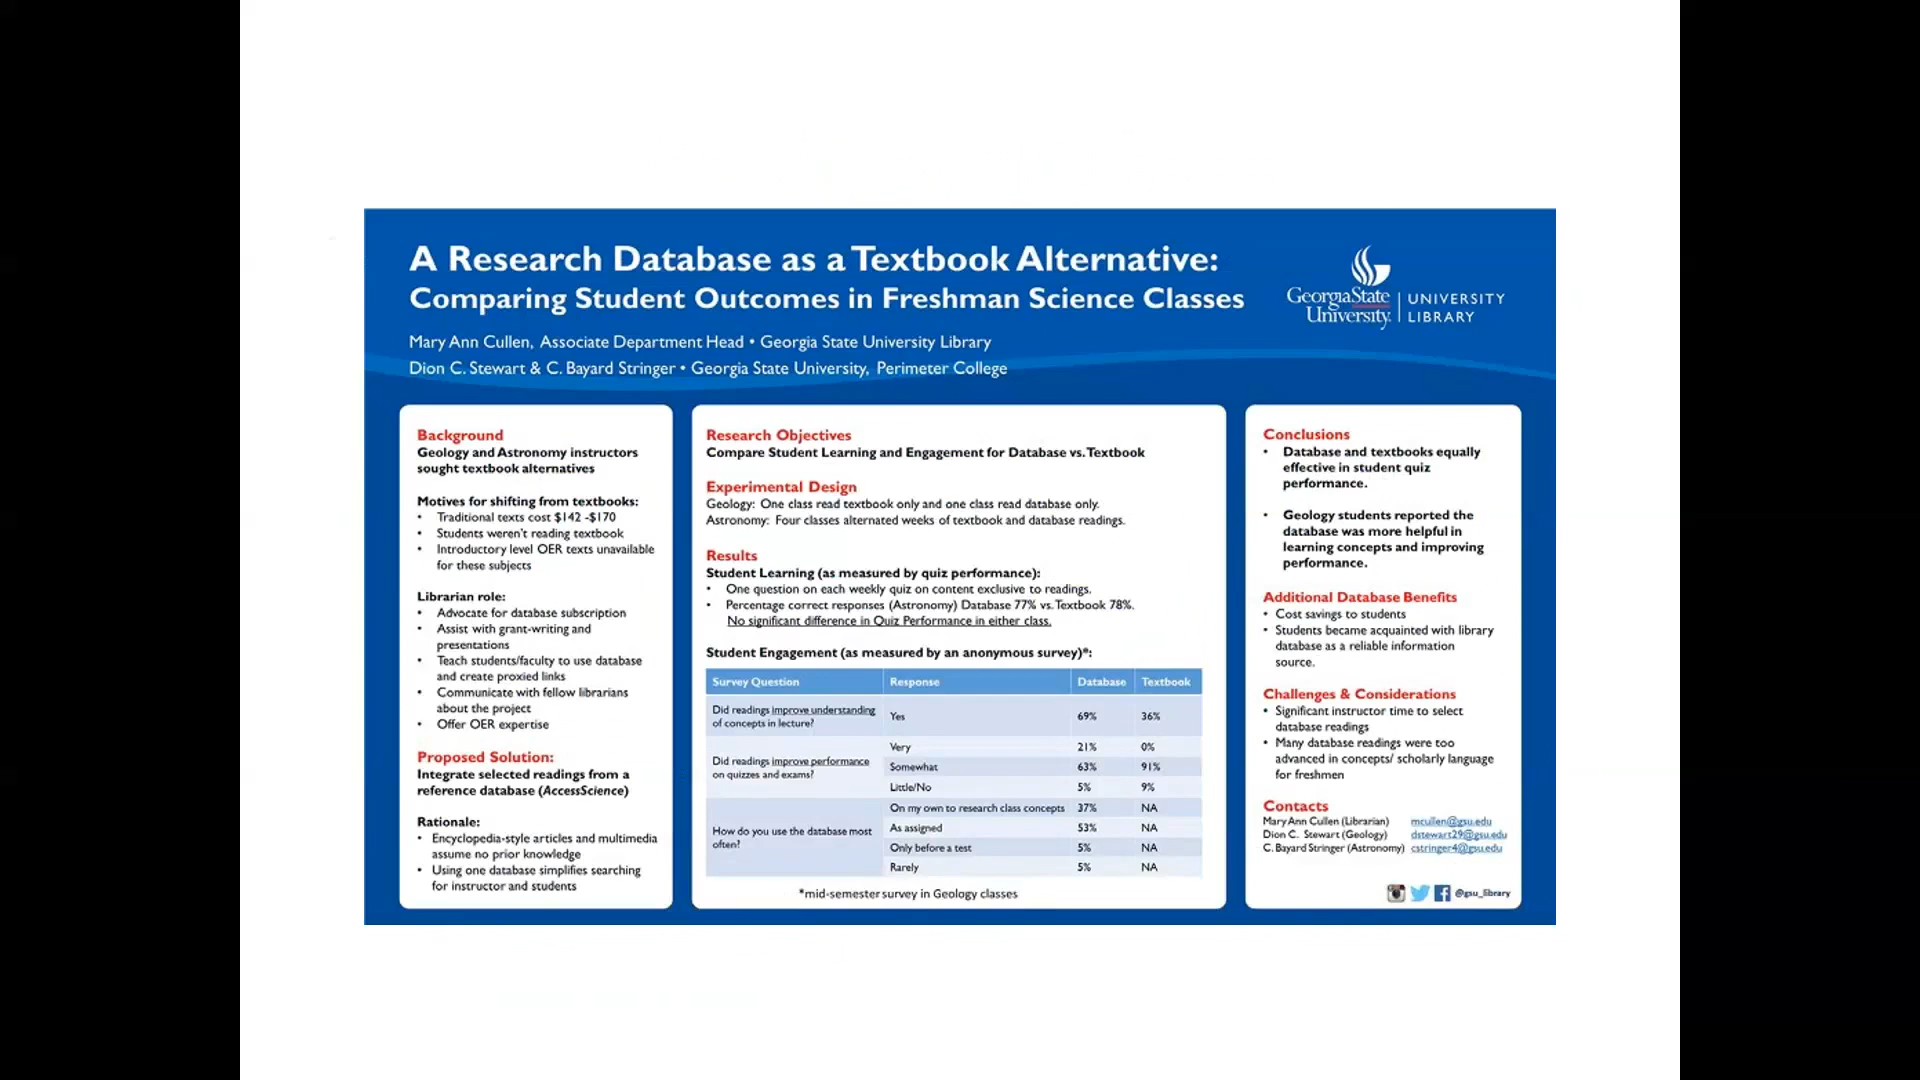 A Research Database as a Textbook Alternative:
Comparing Student Outcomes in Freshman Science Classes
Mary Ann Cullen, Associate Department Head • Georgia State University Library
Dion C. Stewart & C. Bayard Stringer • Georgia State University, Perimeter College
GeorgiaState University. | UNIVERSITY LIBRARY
Background
Geology and Astronomy instructors
sought textbook alternatives
Motives for shifting from textbooks:
• Traditional texts cost $142 -$170
• Students weren't reading textbook
• Introductory level OER texts unavailable
for these subjects
Librarian role:
• Advocate for database subscription
• Assist with grant-writing and
presentations
• Teach students/faculty to use database
and create proxied links
• Communicate with fellow librarians
about the project
• Offer OER expertise
Proposed Solution:
Integrate selected readings from a
reference database (AccessScience)
Rationale:
• Encyclopedia-style articles and multimedia
assume no prior knowledge
• Using one database simplifies searching
for instructor and students
Research Objectives
Compare Student Learning and Engagement for Database vs. Textbook
Experimental Design
Geology: One class read textbook only and one class read database only.
Astronomy: Four classes alternated weeks of textbook and database readings.
Results
Student Learning (as measured by quiz performance):
• One question on each weekly quiz on content exclusive to readings.
• Percentage correct responses (Astronomy) Database 77% vs. Textbook 78%.
No significant difference in Quiz Performance in either class.
Student Engagement (as measured by an anonymous survey)*:
Survey Question Response Database Textbook
Did readings improve understanding
of concepts in lecture? Yes 69% 36%
Did readings improve performance
on quizzes and exams?
Very 21% 0%
Somewhat 63% 91%
Little/No 5% 9%
How do you use the database most
often?
On my own to research class concepts 37% NA
As assigned 53% NA
Only before a test 5% NA
Rarely 5% NA
*mid-semester survey in Geology classes
Conclusions
• Database and textbooks equally
effective in student quiz
performance.
• Geology students reported the
database was more helpful in
learning concepts and improving
performance.
Additional Database Benefits
• Cost savings to students
• Students became acquainted with library
database as a reliable information
source.
Challenges & Considerations
• Significant instructor time to select
database readings
• Many database readings were too
advanced in concepts/ scholarly language
for freshmen
Contacts
Mary Ann Cullen (Librarian) mcullen@gsu.edu
Dion C. Stewart (Geology) dstewart29@gsu.edu
C. Bayard Stringer (Astronomy) cstringer4@gsu.edu
@gsu_library